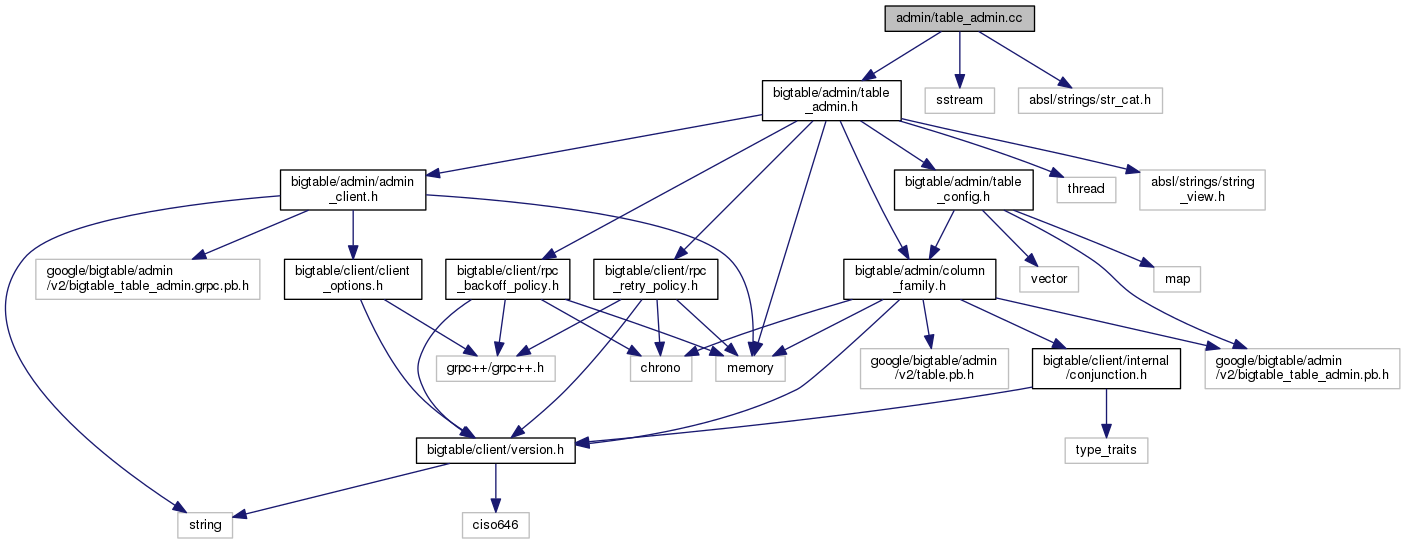 admin/table_admin.cc
bigtable/admin/table
_admin.h
sstream
absl/strings/str_cat.h
bigtable/admin/admin
_client.h
bigtable/admin/table
_config.h
thread
absl/strings/string
_view.h
google/bigtable/admin
/v2/bigtable_table_admin.grpc.pb.h
bigtable/client/client
_options.h
bigtable/client/rpc
_backoff_policy.h
bigtable/client/rpc
_retry_policy.h
bigtable/admin/column
_family.h
vector
map
grpc++/grpc++.h
chrono
memory
google/bigtable/admin
/v2/table.pb.h
bigtable/client/internal
/conjunction.h
google/bigtable/admin
/v2/bigtable_table_admin.pb.h
bigtable/client/version.h
type_traits
string
ciso646